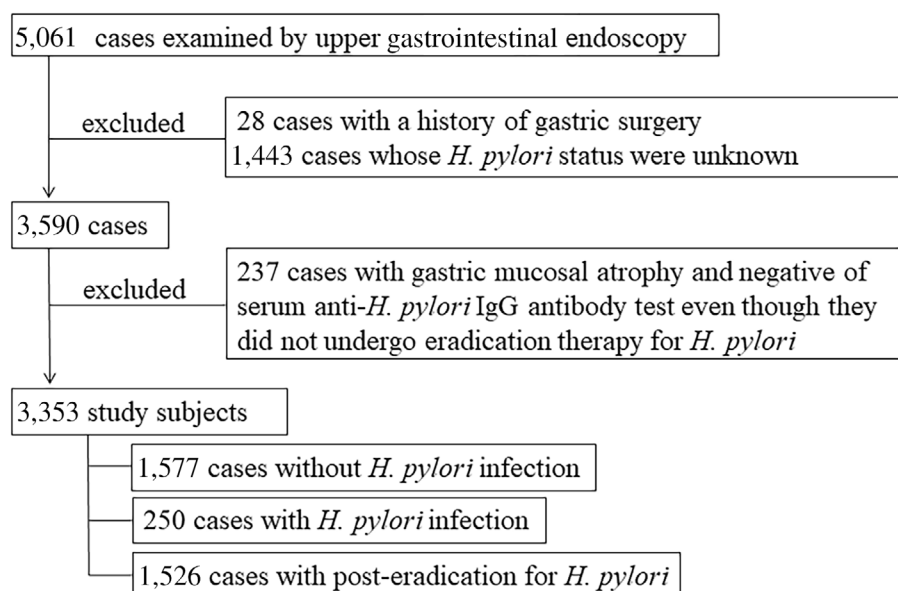 5,061 cases examined by upper gastrointestinal endoscopy
excluded
28 cases with a history of gastric surgery
1,443 cases whose H. pylori status were unknown
3,590 cases
excluded
237 cases with gastric mucosal atrophy and negative of
serum anti-H. pylori IgG antibody test even though they
did not undergo eradication therapy for H. pylori
3,353 study subjects
1,577 cases without H. pylori infection
250 cases with H. pylori infection
1,526 cases with post-eradication for H. pylori